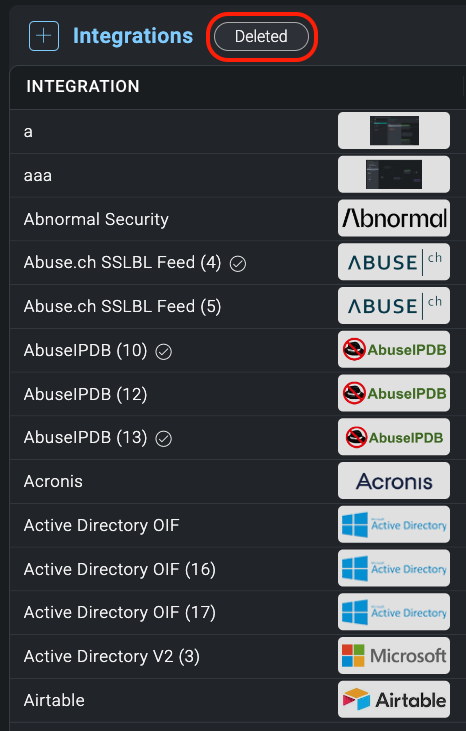 Integrations Deleted
INTEGRATION
a
aaa
Abnormal Security Abnormal
Abuse.ch SSLBL Feed (4) ABUSE ch
Abuse.ch SSLBL Feed (5) ABUSE ch
AbuseIPDB (10) AbuseIPDB
AbuseIPDB (12) AbuseIPDB
AbuseIPDB (13) AbuseIPDB
Acronis Acronis
Active Directory OIF Active Directory
Active Directory OIF (16) Active Directory
Active Directory OIF (17) Active Directory
Active Directory V2 (3) Microsoft
Airtable Airtable